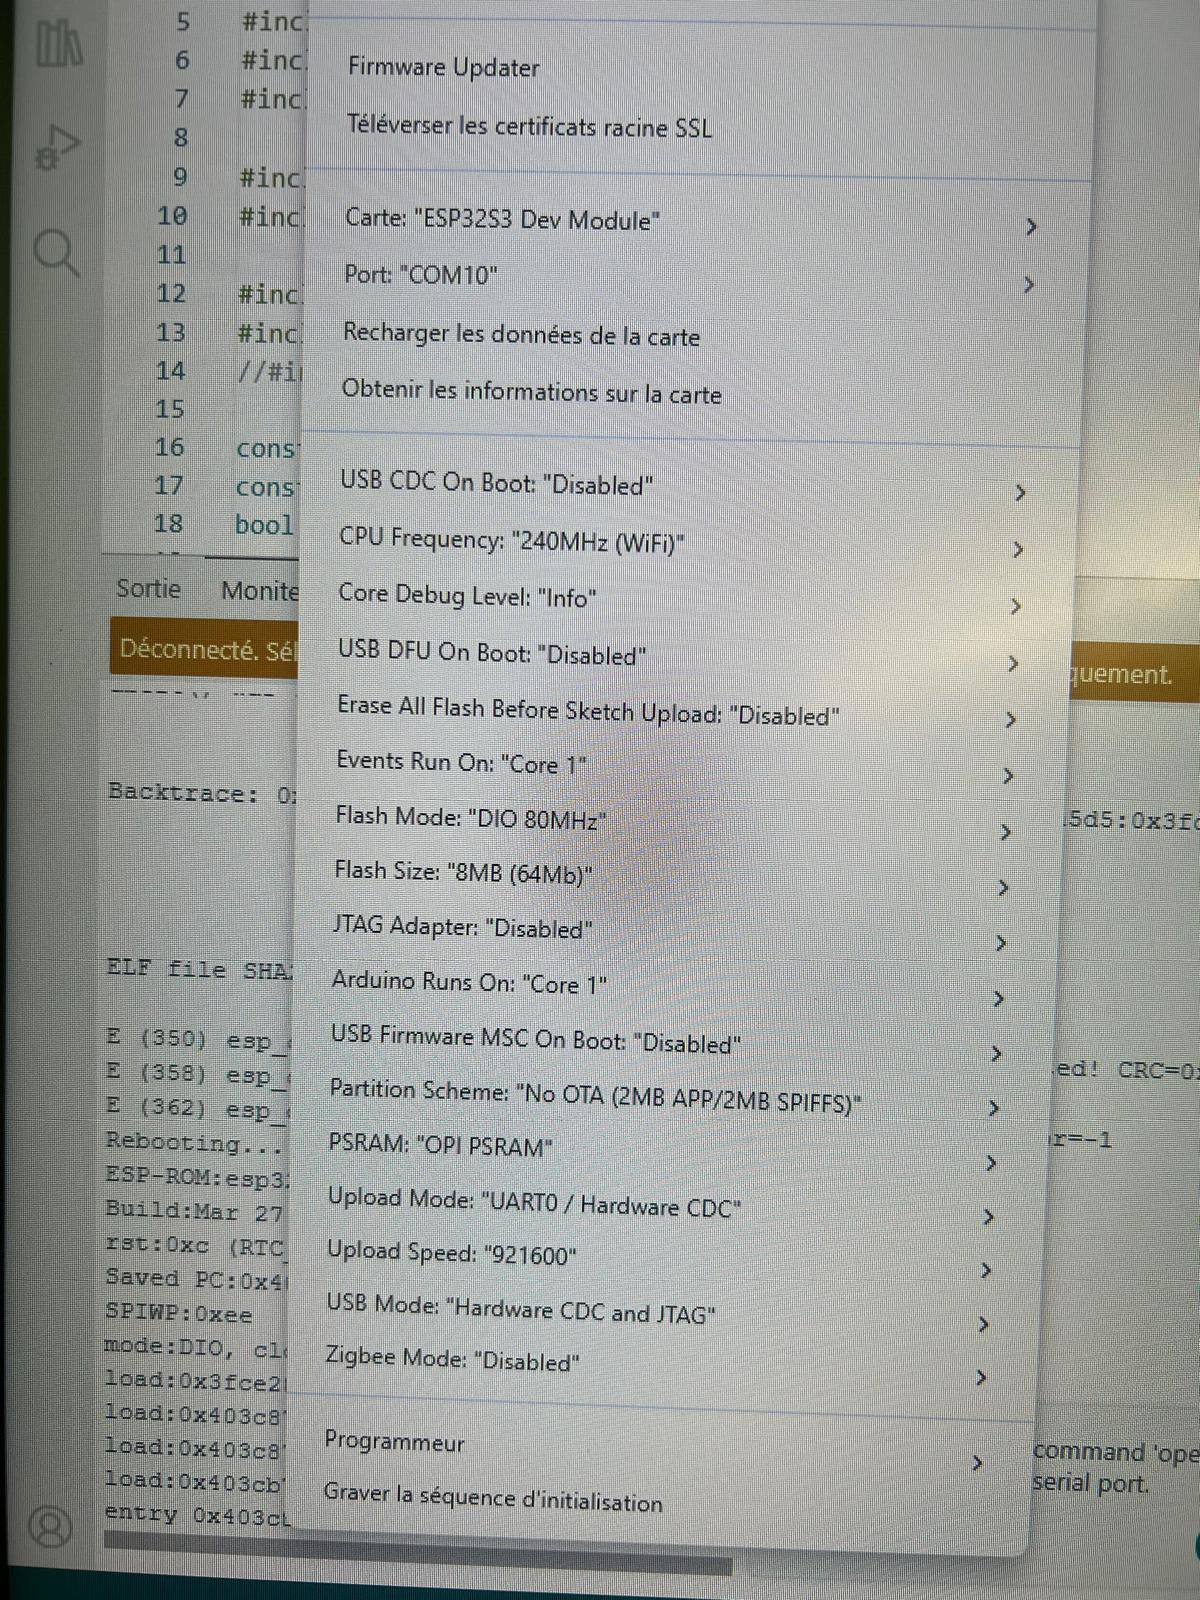 5 #inc
6 #inc
7 #inc
8
9 #inc
10 #inc
11
12 #inc
13 #inc
14 //#i
15
16 cons
17 cons
18 bool
Firmware Updater
Téléverser les certificats racine SSL
Carte: "ESP32S3 Dev Module"
Port: "COM10"
Recharger les données de la carte
Obtenir les informations sur la carte
USB CDC On Boot: "Disabled"
CPU Frequency: "240MHz (WiFi)"
Core Debug Level: "Info"
USB DFU On Boot: "Disabled"
Erase All Flash Before Sketch Upload: "Disabled"
Events Run On: "Core 1"
Flash Mode: "DIO 80MHz"
Flash Size: "8MB (64Mb)"
JTAG Adapter: "Disabled"
Arduino Runs On: "Core 1"
USB Firmware MSC On Boot: "Disabled"
Partition Scheme: "No OTA (2MB APP/2MB SPIFFS)"
PSRAM: "OPI PSRAM"
Upload Mode: "UART0 / Hardware CDC"
Upload Speed: "921600"
USB Mode: "Hardware CDC and JTAG"
Zigbee Mode: "Disabled"
Programmeur
Graver la séquence d'initialisation
Sortie Monite
Déconnecté. Sél quement.
Backtrace: 0 5d5:0x3fc
ELF file SHA
E (350) esp_
E (358) esp_ ed! CRC=0
E (362) esp_
Rebooting... r=-1
ESP-ROM:esp3
Build:Mar 27
rst:0xc (RTC_
Saved PC:0x4
SPIWP:0xee
mode:DIO, cl
load:0x3fce2
load:0x403c8
load:0x403c8
load:0x403cb
entry 0x403c
command 'ope
serial port.